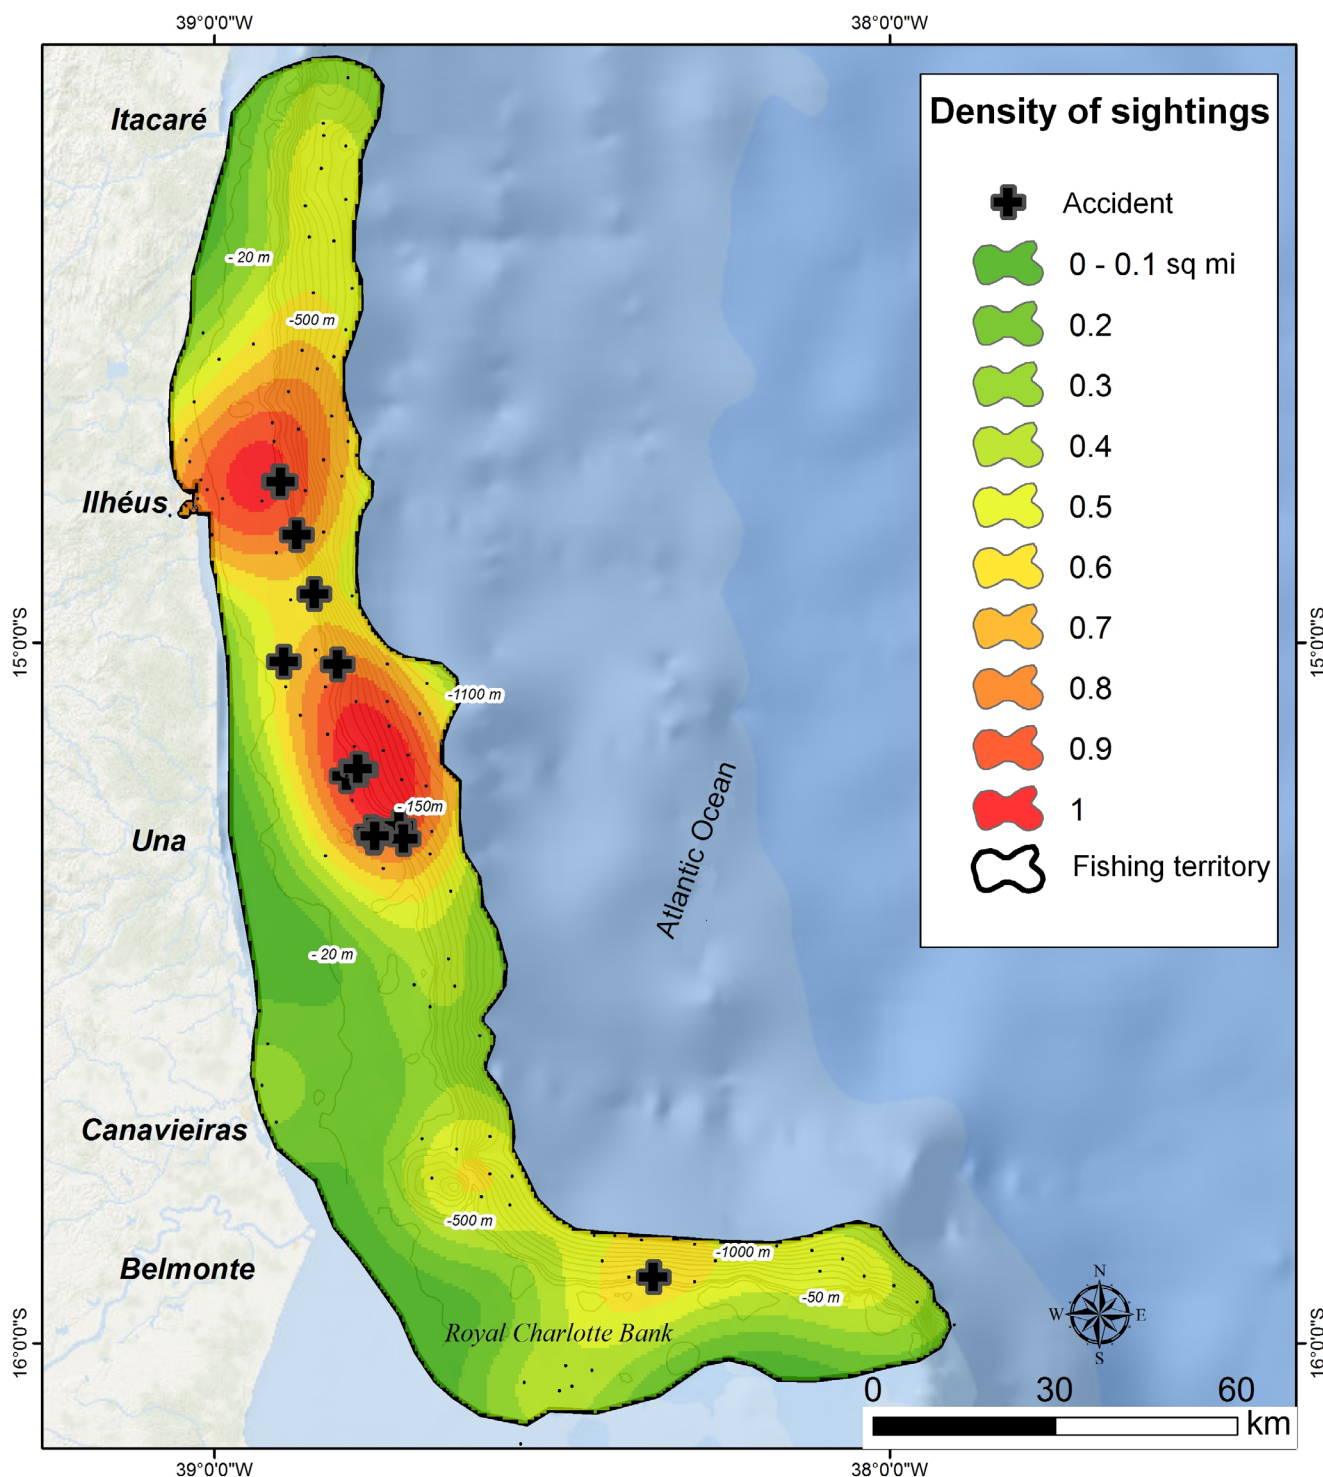 39°0'0"W
38°0'0"W
Itacaré
Density of sightings
Accident
- 20 m
0 - 0.1 sq mi
-500 m
0.2
0.3
0.4
Ilhéus
0.5
0.6
15°0'0"S
15°0'0"S
0.7
-1100 m
0.8
0.9
- 150m
1
Una
Atlantic Ocean
Fishing territory
- 20 m
Canavieiras
-500 m
-1000 m
Belmonte
-50 m
N
W
E
S
Royal Charlotte Bank
16°0'0"S
16°0'0"S
0
30
60
km
39°0'0"W
38°0'0"W